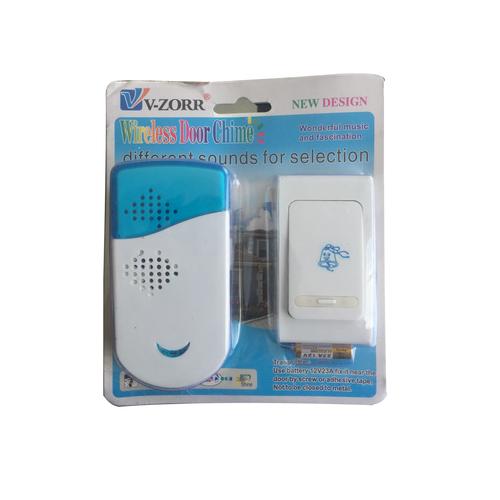 V-ZORR®
NEW DESIGN
Wireless Door Chime
Wonderful music
and fascination
different sounds for selection
Use battery 12V23A fix it near the
door by screw or adhesive tape.
Not to be closed to metal.
Shine